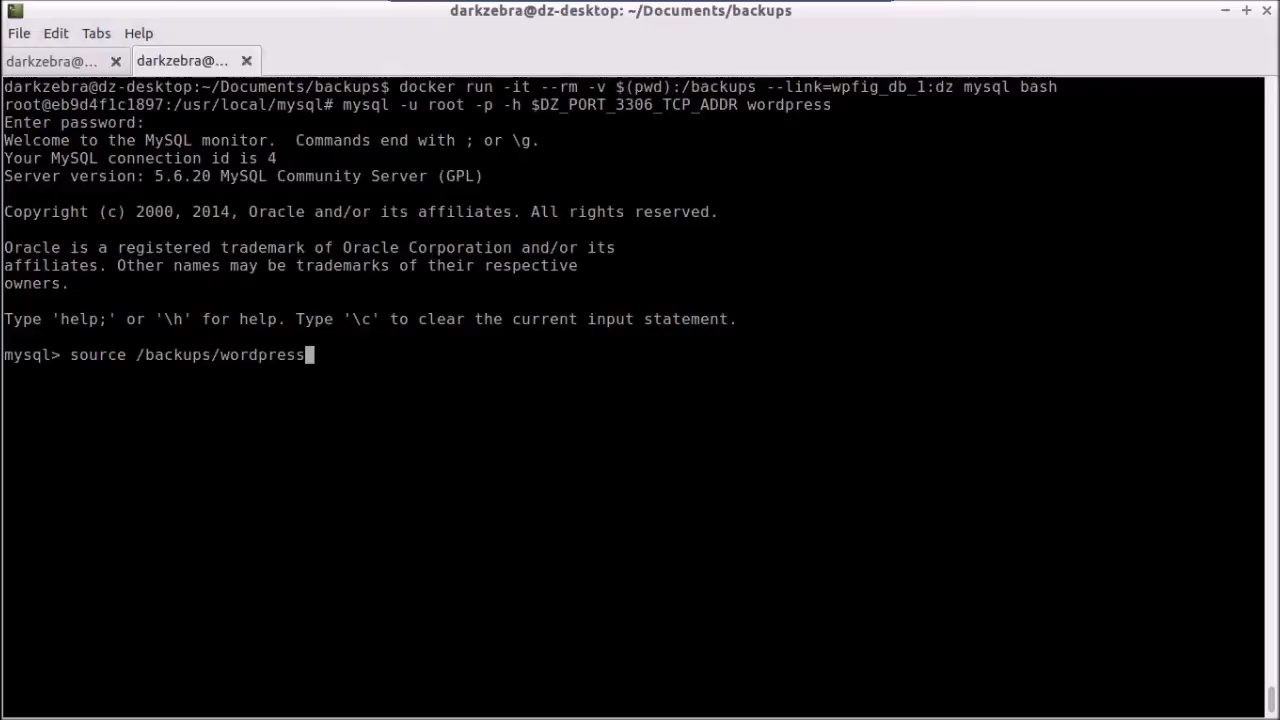 darkzebra@dz-desktop: ~/Documents/backups
File Edit Tabs Help
darkzebra@... darkzebra@...
darkzebra@dz-desktop:~/Documents/backups$ docker run -it --rm -v $(pwd):/backups --link=wpfig_db_1:dz mysql bash
root@eb9d4f1c1897:/usr/local/mysql# mysql -u root -p -h $DZ_PORT_3306_TCP_ADDR wordpress
Enter password:
Welcome to the MySQL monitor.  Commands end with ; or \g.
Your MySQL connection id is 4
Server version: 5.6.20 MySQL Community Server (GPL)
Copyright (c) 2000, 2014, Oracle and/or its affiliates. All rights reserved.
Oracle is a registered trademark of Oracle Corporation and/or its
affiliates. Other names may be trademarks of their respective
owners.
Type 'help;' or '\h' for help. Type '\c' to clear the current input statement.
mysql> source /backups/wordpress